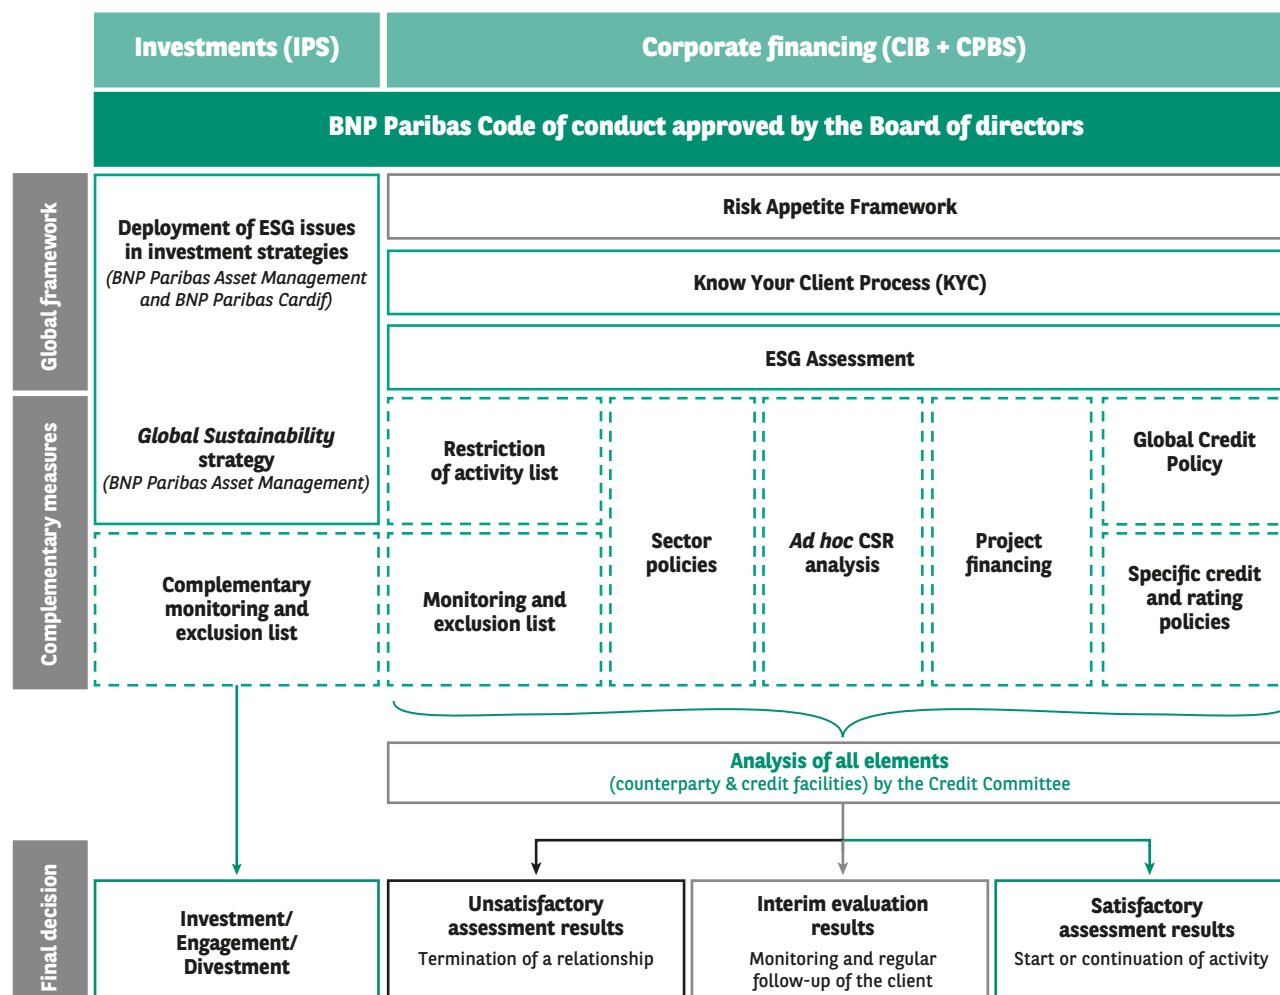 Investments (IPS)
Corporate financing (CIB + CPBS)
BNP Paribas Code of conduct approved by the Board of directors
Global framework
Deployment of ESG issues
in investment strategies
(BNP Paribas Asset Management
and BNP Paribas Cardif)
Risk Appetite Framework
Know Your Client Process (KYC)
ESG Assessment
Complementary measures
Global Sustainability
strategy
(BNP Paribas Asset Management)
Complementary
monitoring and
exclusion list
Restriction
of activity list
Monitoring and
exclusion list
Sector
policies
Ad hoc CSR
analysis
Project
financing
Global Credit
Policy
Specific credit
and rating
policies
Analysis of all elements
(counterparty & credit facilities) by the Credit Committee
Final decision
Investment/
Engagement/
Divestment
Unsatisfactory
assessment results
Termination of a relationship
Interim evaluation
results
Monitoring and regular
follow-up of the client
Satisfactory
assessment results
Start or continuation of activity